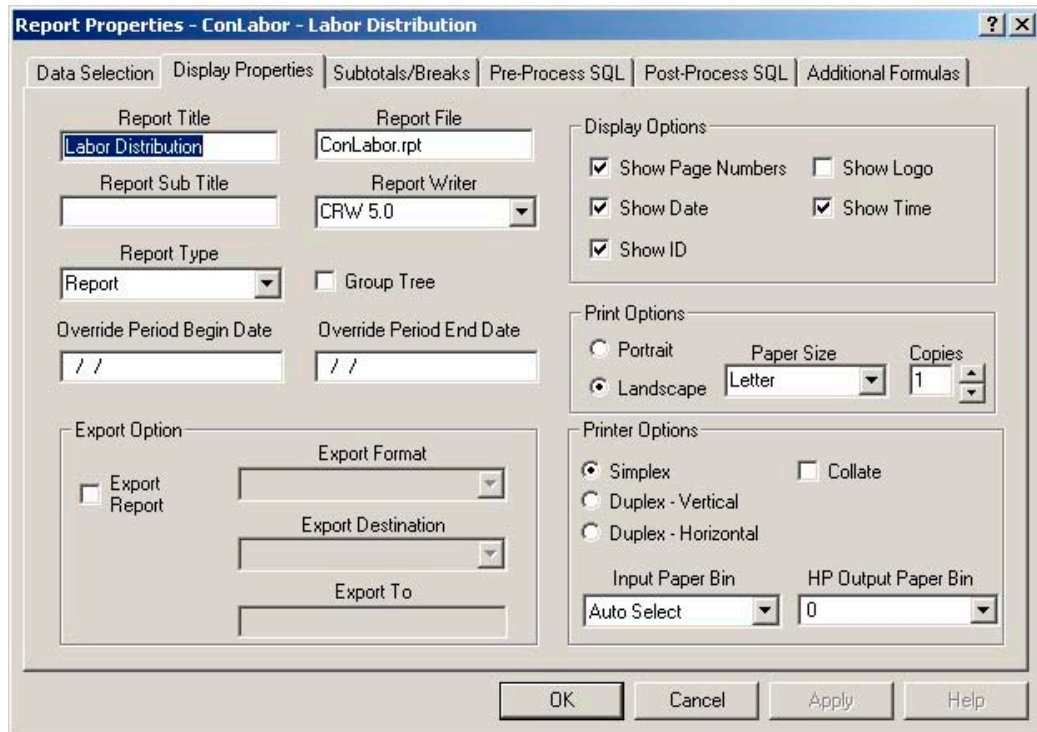 Report Properties - ConLabor - Labor Distribution
Data Selection
Display Properties
Subtotals/Breaks
Pre-Process SQL
Post-Process SQL
Additional Formulas
Report Title
Labor Distribution
Report File
ConLabor.rpt
Report Sub Title
Report Writer
CRW 5.0
Report Type
Report
Group Tree
Override Period Begin Date
/ /
Override Period End Date
/ /
Export Option
Export Report
Export Format
Export Destination
Export To
Display Options
Show Page Numbers
Show Logo
Show Date
Show Time
Show ID
Print Options
Portrait
Landscape
Paper Size
Letter
Copies
1
Printer Options
Simplex
Collate
Duplex - Vertical
Duplex - Horizontal
Input Paper Bin
Auto Select
HP Output Paper Bin
0
OK
Cancel
Apply
Help